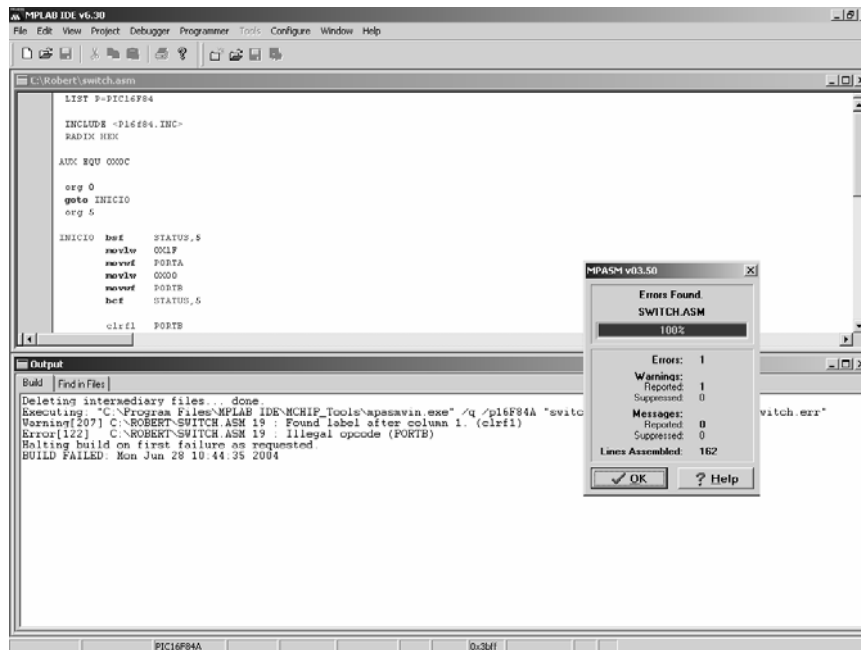 MPLAB IDE v6.30
File Edit View Project Debugger Programmer Tools Configure Window Help
C:\Robert\switch.asm
LIST P=PIC16F84
INCLUDE <P16f84.INC>
RADIX HEX
AUX EQU 0X0C
org 0
goto INICIO
org 5
INICIO bsf STATUS,5
movlw 0X1F
movwf PORTA
movlw 0X00
movwf PORTB
bcf STATUS,5
clrf1 PORTB
MPASM v03.50
Errors Found.
SWITCH.ASM
100%
Errors: 1
Warnings:
Reported: 1
Suppressed: 0
Messages:
Reported: 0
Suppressed: 0
Lines Assembled: 162
OK Help
Output
Build Find in Files
Deleting intermediary files... done.
Executing: "C:\Program Files\MPLAB IDE\MCHIP_Tools\mpasmwin.exe" /q /p16F84A "switc vitch.err"
Warning[207] C:\ROBERT\SWITCH.ASM 19 : Found label after column 1. (clrf1)
Error[122] C:\ROBERT\SWITCH.ASM 19 : Illegal opcode (PORTB)
Halting build on first failure as requested.
BUILD FAILED: Mon Jun 28 10:44:35 2004
PIC16F84A 0x3bff